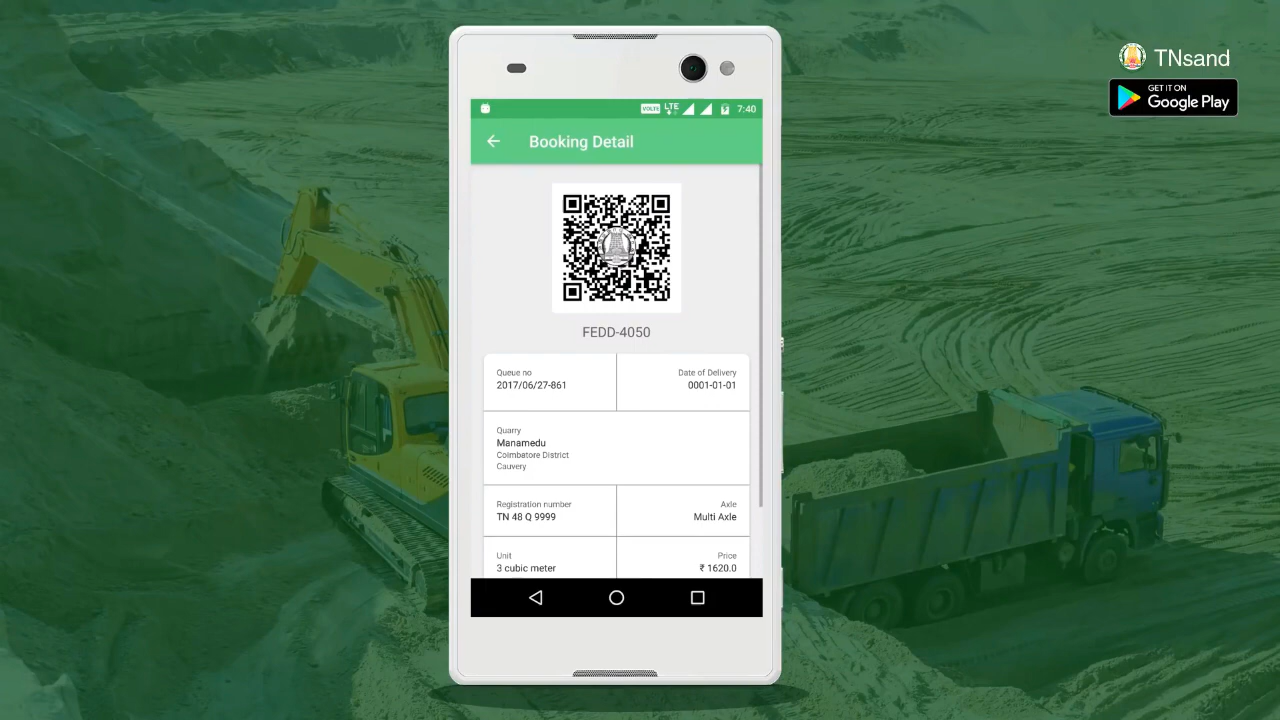 TNsand
GET IT ON
Google Play
VOLTE LTE 7:40
Booking Detail
FEDD-4050
Queue no Date of Delivery
2017/06/27-861 0001-01-01
Quarry
Manamedu
Coimbatore District
Cauvery
Registration number Axle
TN 48 Q 9999 Multi Axle
Unit Price
3 cubic meter ₹ 1620.0